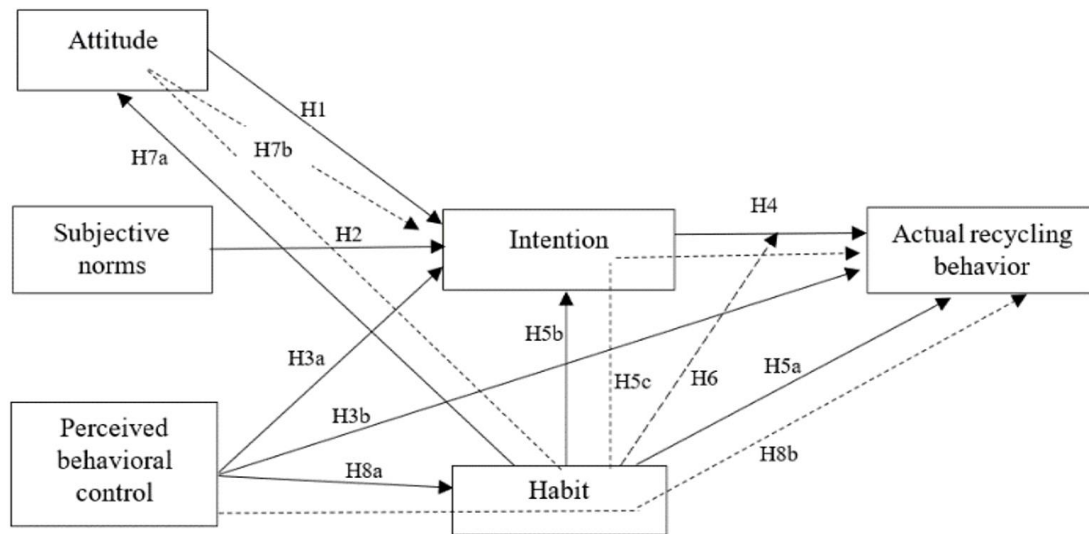 Attitude
H1
H7b
H7a
Subjective
norms
H2
Intention
H4
Actual recycling
behavior
H3a
H5b
H5c
H6
H5a
H3b
Perceived
behavioral
control
H8a
Habit
H8b